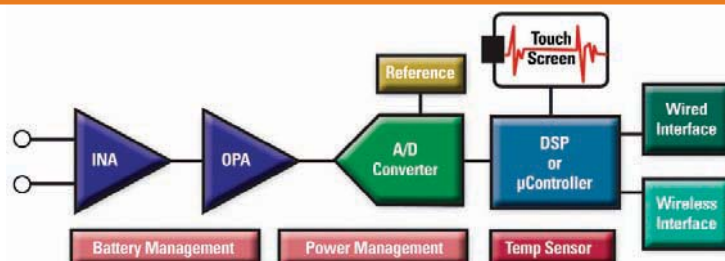 Touch
Screen
Reference
Wired
Interface
INA
OPA
A/D
Converter
DSP
or
µController
Wireless
Interface
Battery Management
Power Management
Temp Sensor